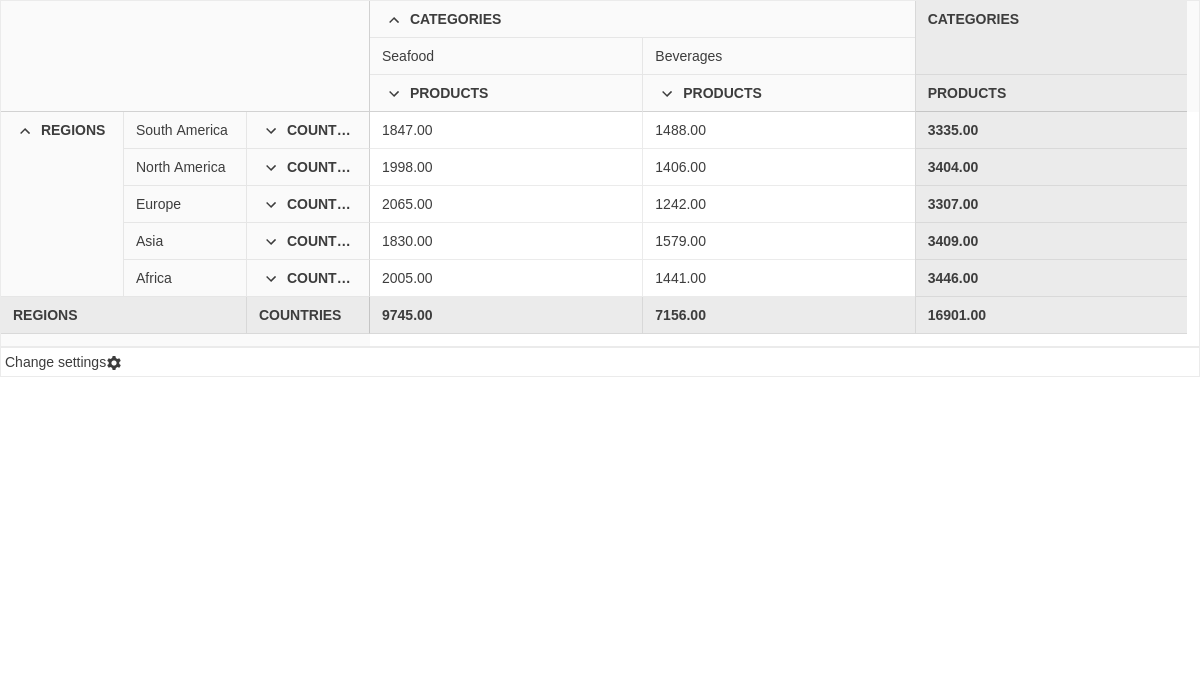 CATEGORIES CATEGORIES
Seafood Beverages
PRODUCTS PRODUCTS PRODUCTS
REGIONS South America COUNT... 1847.00 1488.00 3335.00
North America COUNT... 1998.00 1406.00 3404.00
Europe COUNT... 2065.00 1242.00 3307.00
Asia COUNT... 1830.00 1579.00 3409.00
Africa COUNT... 2005.00 1441.00 3446.00
REGIONS COUNTRIES 9745.00 7156.00 16901.00
Change settings